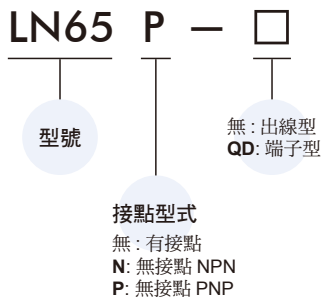 LN65 P – □
型號
無 : 出線型
QD: 端子型
接點型式
無 : 有接點
N: 無接點 NPN
P: 無接點 PNP